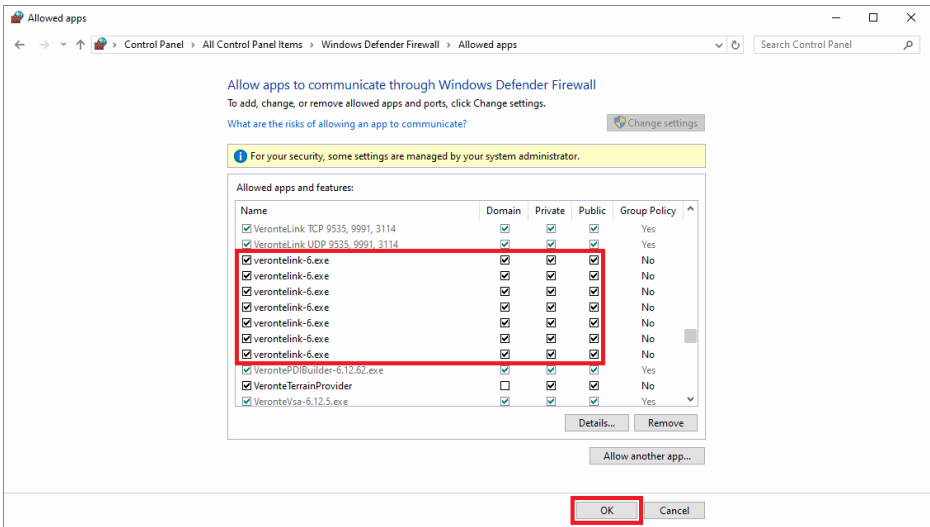 Allowed apps
Control Panel > All Control Panel Items > Windows Defender Firewall > Allowed apps
Search Control Panel
Allow apps to communicate through Windows Defender Firewall
To add, change, or remove allowed apps and ports, click Change settings.
What are the risks of allowing an app to communicate?
Change settings
For your security, some settings are managed by your system administrator.
Allowed apps and features:
Name Domain Private Public Group Policy
VeronteLink TCP 9535, 9991, 3114 Yes
VeronteLink UDP 9535, 9991, 3114 Yes
verontelink-6.exe No
verontelink-6.exe No
verontelink-6.exe No
verontelink-6.exe No
verontelink-6.exe No
verontelink-6.exe No
verontelink-6.exe No
VerontePDIBuilder-6.12.62.exe Yes
VeronteTerrainProvider No
VeronteVsa-6.12.5.exe Yes
Details... Remove
Allow another app...
OK Cancel